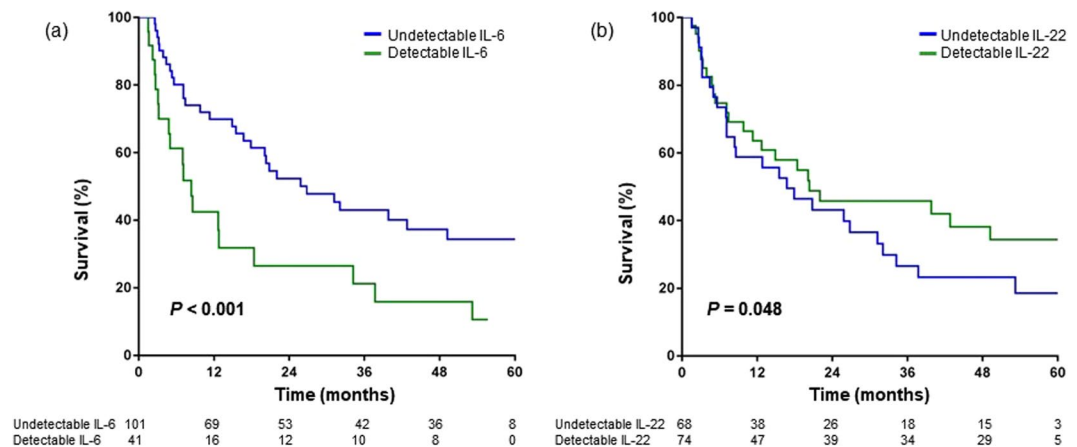 (a)
Undetectable IL-6
Detectable IL-6
100
80
60
40
20
0
Survival (%)
P < 0.001
0 12 24 36 48 60
Time (months)
Undetectable IL-6 101 69 53 42 36 8
Detectable IL-6 41 16 12 10 8 0
(b)
Undetectable IL-22
Detectable IL-22
100
80
60
40
20
0
Survival (%)
P = 0.048
0 12 24 36 48 60
Time (months)
Undetectable IL-22 68 38 26 18 15 3
Detectable IL-22 74 47 39 34 29 5